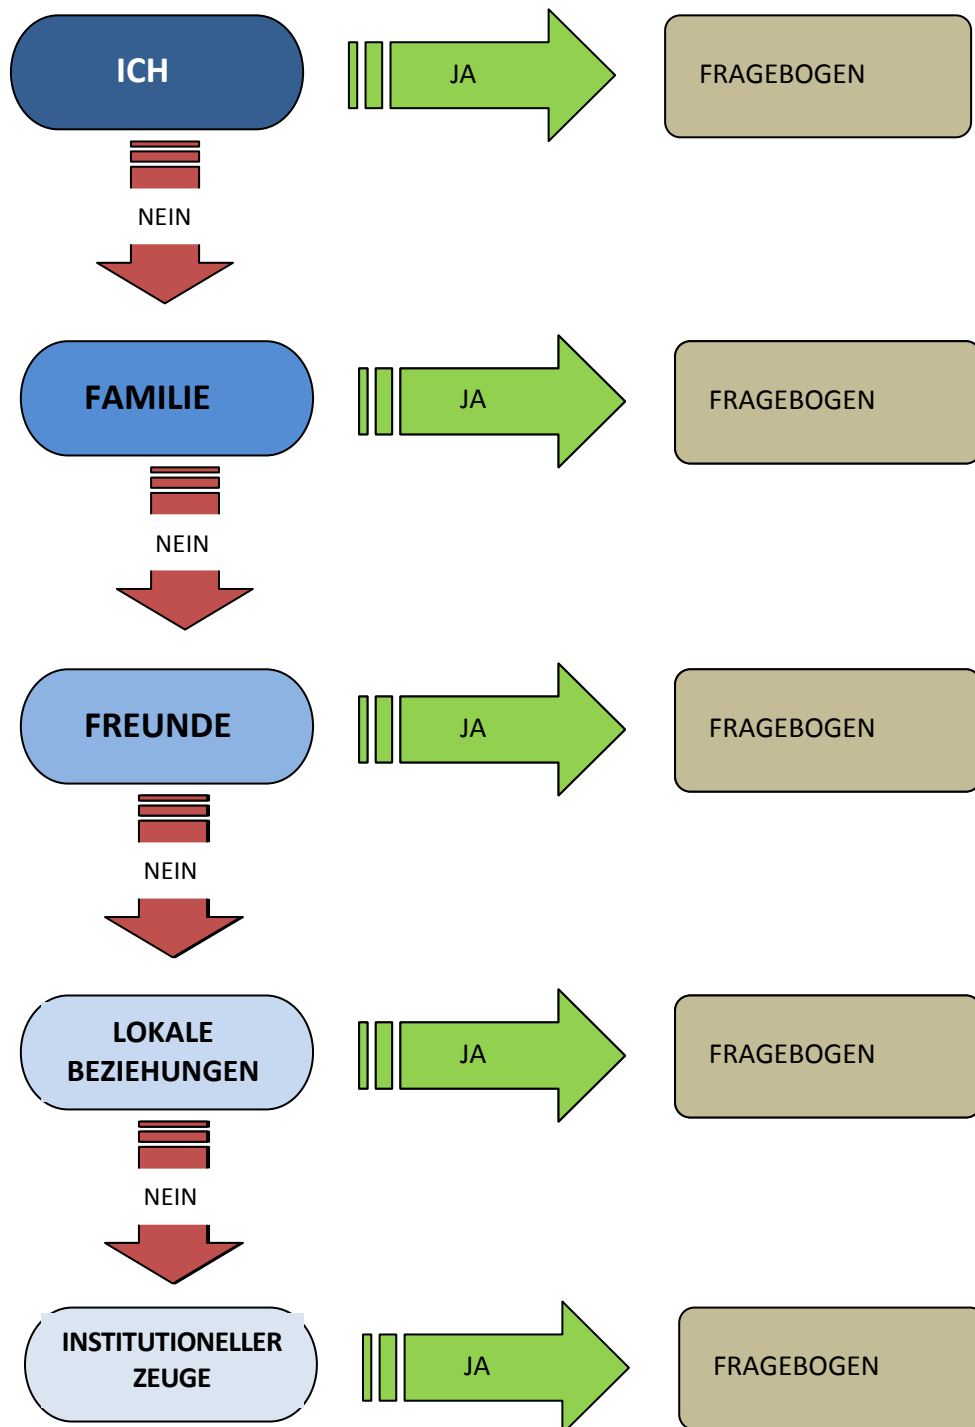 ICH
JA
FRAGEBOGEN
NEIN
FAMILIE
JA
FRAGEBOGEN
NEIN
FREUNDE
JA
FRAGEBOGEN
NEIN
LOKALE
BEZIEHUNGEN
JA
FRAGEBOGEN
NEIN
INSTITUTIONELLER
ZEUGE
JA
FRAGEBOGEN